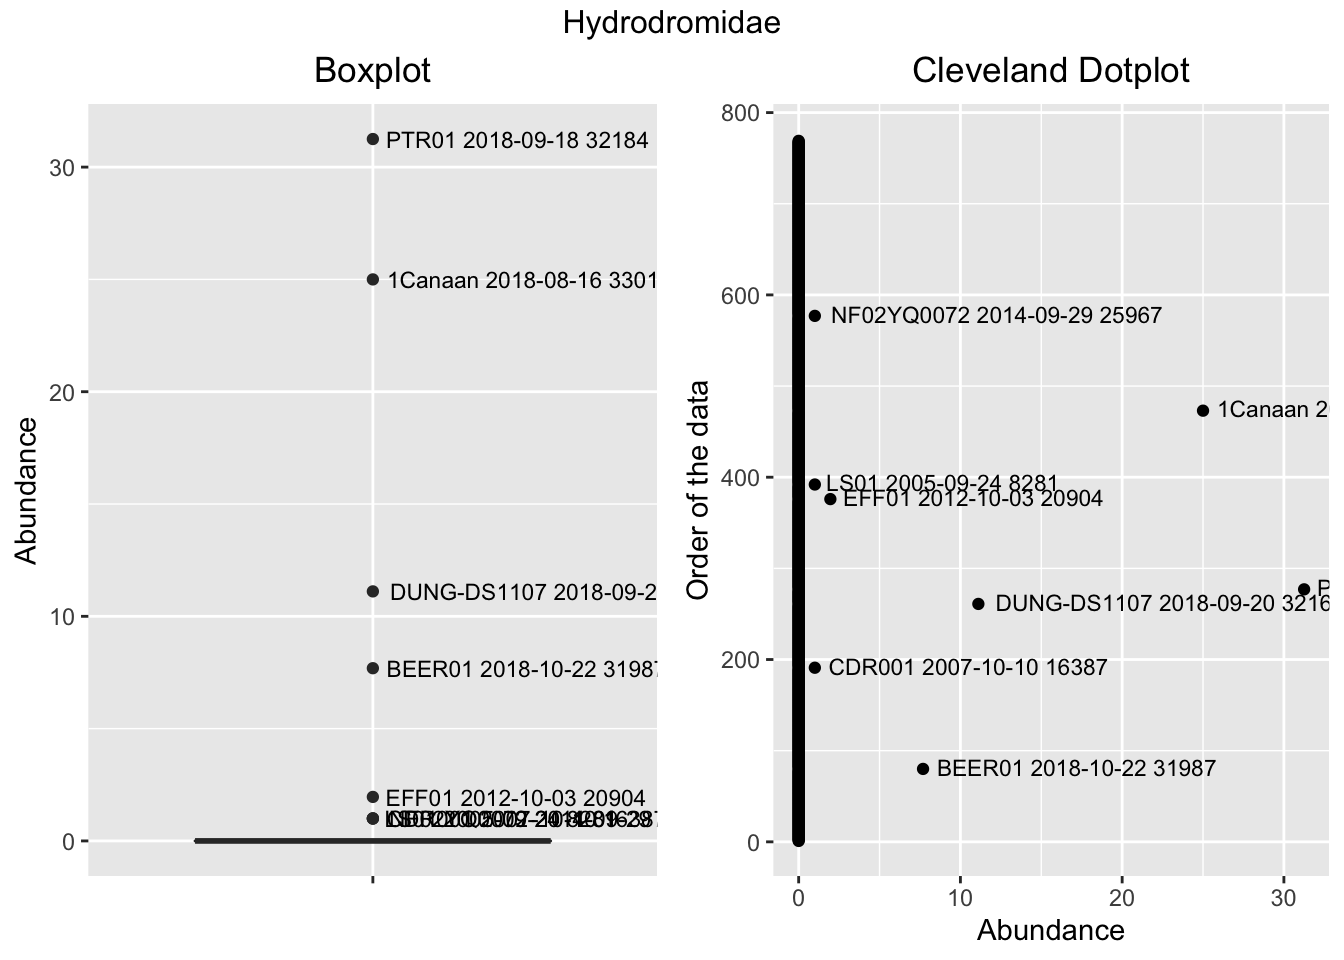 Hydrodromidae
Boxplot
Abundance
30
20
10
0
PTR01 2018-09-18 32184
1Canaan 2018-08-16 3301
DUNG-DS1107 2018-09-2
BEER01 2018-10-22 31987
EFF01 2012-10-03 20904
Cleveland Dotplot
Order of the data
800
600
400
200
0
NF02YQ0072 2014-09-29 25967
1Canaan 2
LS01 2005-09-24 8281
EFF01 2012-10-03 20904
P
DUNG-DS1107 2018-09-20 3216
CDR001 2007-10-10 16387
BEER01 2018-10-22 31987
0 10 20 30
Abundance